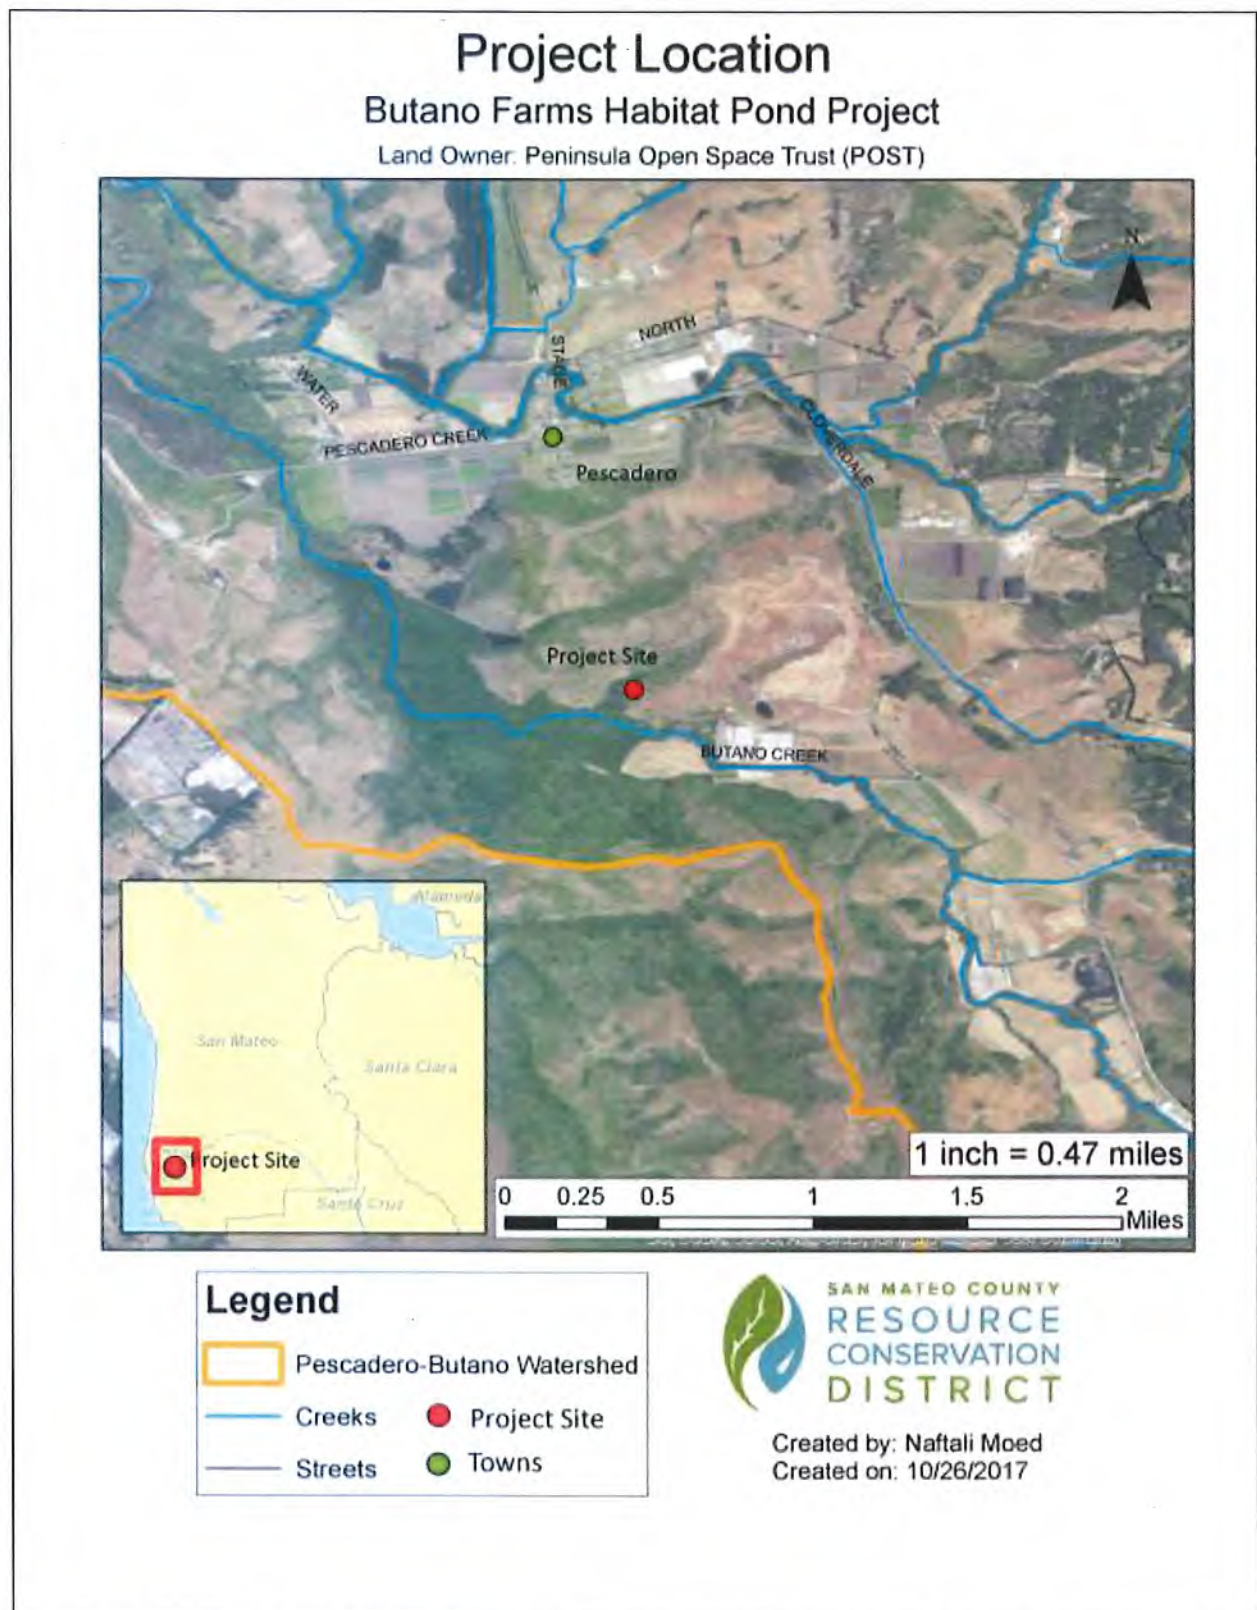 Project Location
Butano Farms Habitat Pond Project
Land Owner: Peninsula Open Space Trust (POST)
N
NORTH
STAGE
WATER
CLOVERDALE
PESCADERO CREEK
Pescadero
Project Site
BUTANO CREEK
Alameda
San Mateo
Santa Clara
Project Site
Santa Cruz
1 inch = 0.47 miles
0 0.25 0.5 1 1.5 2
Miles
Legend
Pescadero-Butano Watershed
Creeks
Project Site
Streets
Towns
SAN MATEO COUNTY
RESOURCE
CONSERVATION
DISTRICT
Created by: Naftali Moed
Created on: 10/26/2017